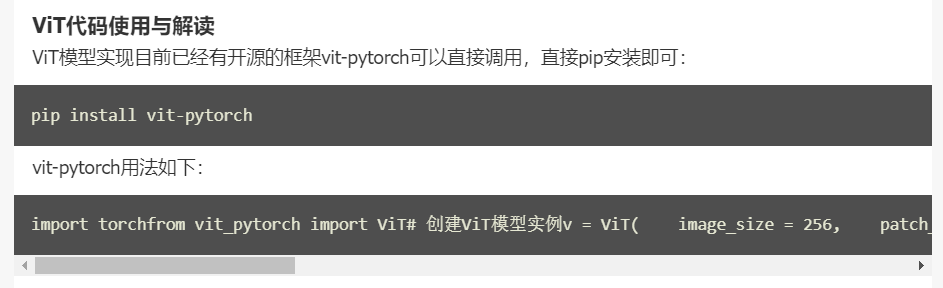 ViT代码使用与解读
ViT模型实现目前已经有开源的框架vit-pytorch可以直接调用，直接pip安装即可：
pip install vit-pytorch
vit-pytorch用法如下：
import torchfrom vit_pytorch import ViT# 创建ViT模型实例v = ViT(    image_size = 256,    patch_